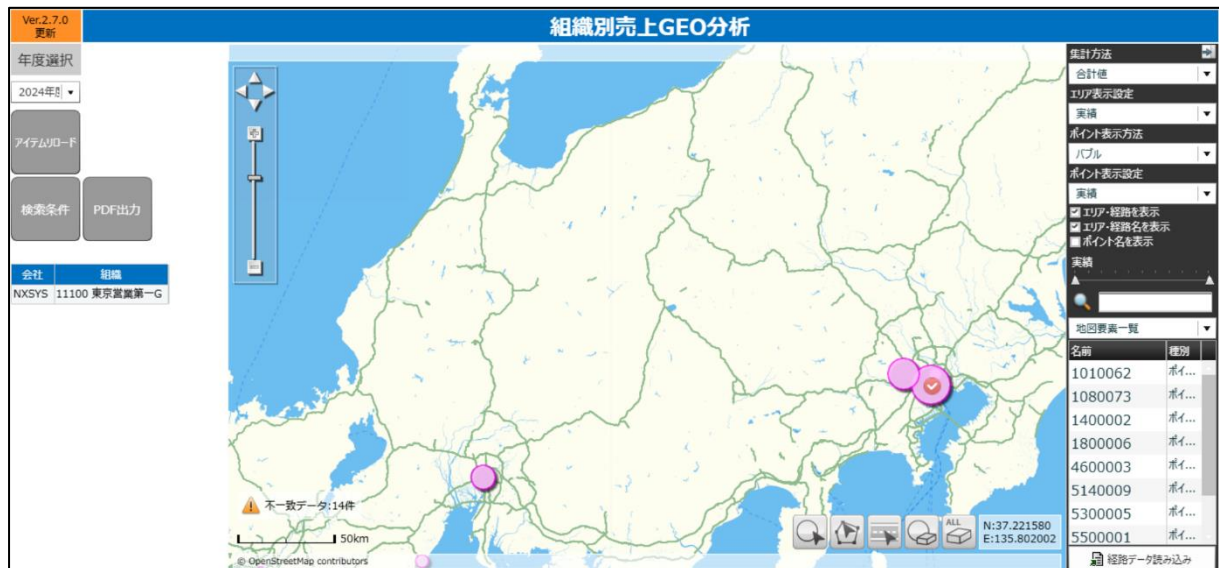 Ver.2.7.0
更新
組織別売上GEO分析
年度選択
2024年度
アイテムリロード
検索条件
PDF出力
会社 組織
NXSYS 11100 東京営業第一G
不一致データ:14件
50km
© OpenStreetMap contributors
ALL
N:37.221580
E:135.802002
集計方法
合計値
エリア表示設定
実績
ポイント表示方法
バブル
ポイント表示設定
実績
エリア・経路を表示
エリア・経路名を表示
ポイント名を表示
実績
地図要素一覧
名前 種別
1010062 ポイ...
1080073 ポイ...
1400002 ポイ...
1800006 ポイ...
4600003 ポイ...
5140009 ポイ...
5300005 ポイ...
5500001 ポイ...
経路データ読み込み